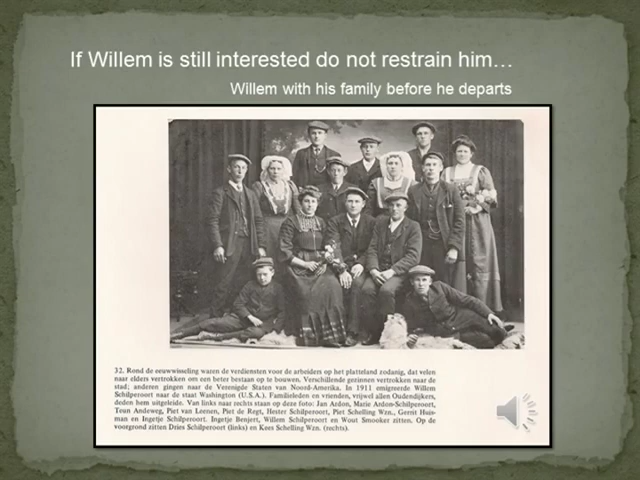 If Willem is still interested do not restrain him…
Willem with his family before he departs
32. Rond de eeuwwisseling waren de verdiensten voor de arbeiders op het platteland zodanig, dat velen
naar elders vertrokken om een beter bestaan op te bouwen. Verschillende gezinnen vertrokken naar de
stad; anderen gingen naar de Verenigde Staten van Noord-Amerika. In 1911 emigreerde Willem
Schilperoort naar de staat Washington (U.S.A.). Familieleden en vrienden, vrijwel allen Oudendijkers,
deden hem uitgeleide. Van links naar rechts staan op deze foto: Jan Ardon, Marie Ardon-Schilperoort,
Teun Andeweg, Piet van Leenen, Piet de Regt, Hester Schilperoort, Piet Schelling Wzn., Gerrit Huis-
man en Ingetje Schilperoort. Ingetje Benjert, Willem Schilperoort en Wout Smooker zitten. Op de
voorgrond zitten Dries Schilperoort (links) en Kees Schelling Wzn. (rechts).